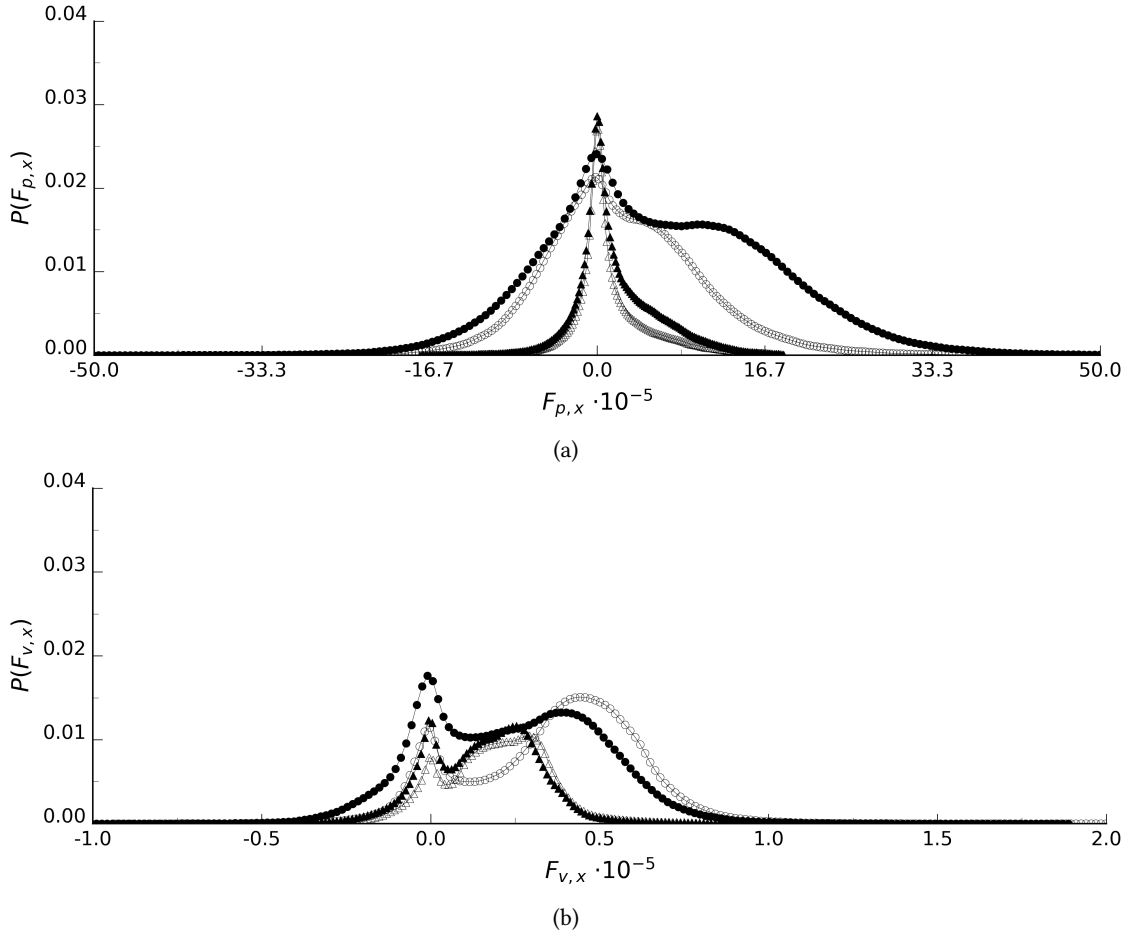 0.04
0.03
0.02
0.01
0.00
P(F_{p,x})
-50.0 -33.3 -16.7 0.0 16.7 33.3 50.0
F_{p,x} ·10^{-5}
(a)
0.04
0.03
0.02
0.01
0.00
P(F_{v,x})
-1.0 -0.5 0.0 0.5 1.0 1.5 2.0
F_{v,x} ·10^{-5}
(b)